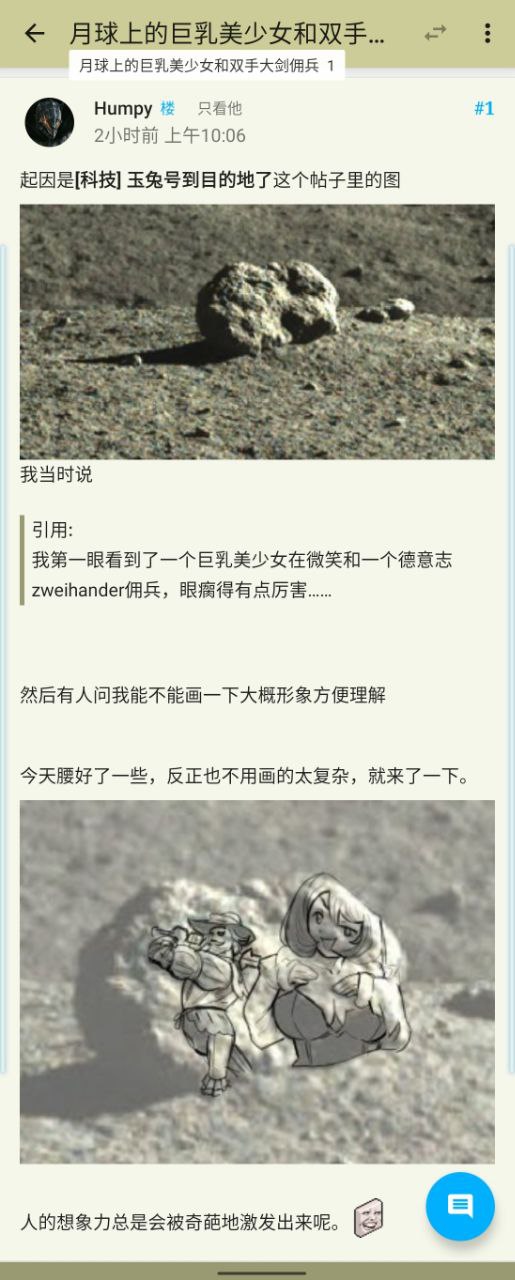 月球上的巨乳美少女和双手...
月球上的巨乳美少女和双手大剑佣兵 1
Humpy 楼 只看他 #1
2小时前 上午10:06
起因是[科技] 玉兔号到目的地了这个帖子里的图
我当时说
引用:
我第一眼看到了一个巨乳美少女在微笑和一个德意志
zweihander佣兵，眼瘸得有点厉害......
然后有人问我能不能画一下大概形象方便理解
今天腰好了一些，反正也不用画的太复杂，就来了一下。
人的想象力总是会被奇葩地激发出来呢。